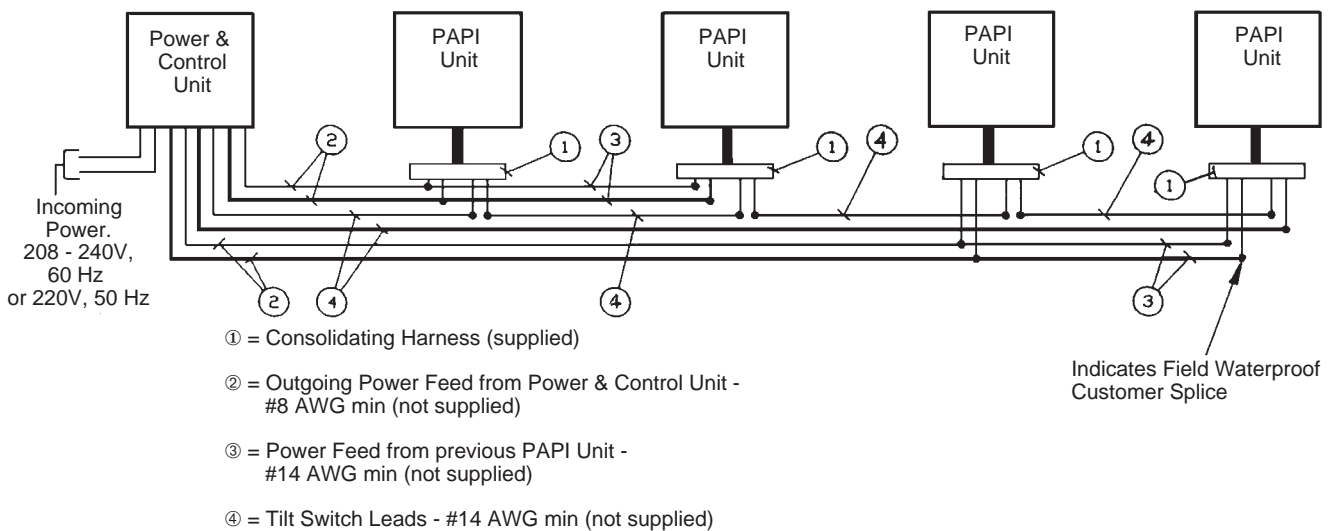 Power &
Control
Unit
PAPI
Unit
PAPI
Unit
PAPI
Unit
PAPI
Unit
2
1
3
1
4
1
4
1
Incoming
Power.
208 - 240V,
60 Hz
or 220V, 50 Hz
2
4
4
3
① = Consolidating Harness (supplied)
② = Outgoing Power Feed from Power & Control Unit -
#8 AWG min (not supplied)
③ = Power Feed from previous PAPI Unit -
#14 AWG min (not supplied)
④ = Tilt Switch Leads - #14 AWG min (not supplied)
Indicates Field Waterproof
Customer Splice